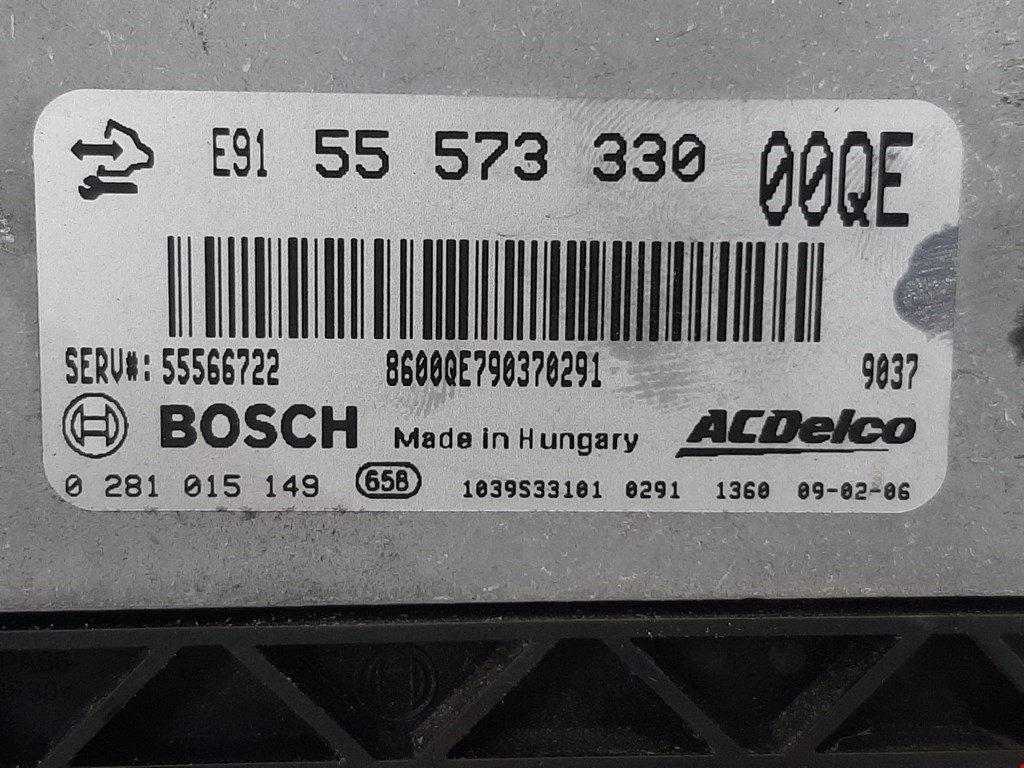 E91 55 573 330 00QE
SERV#: 55566722 8600QE790370291 9037
BOSCH Made in Hungary ACDelco
0 281 015 149 658 1039S33101 0291 1360 09-02-06